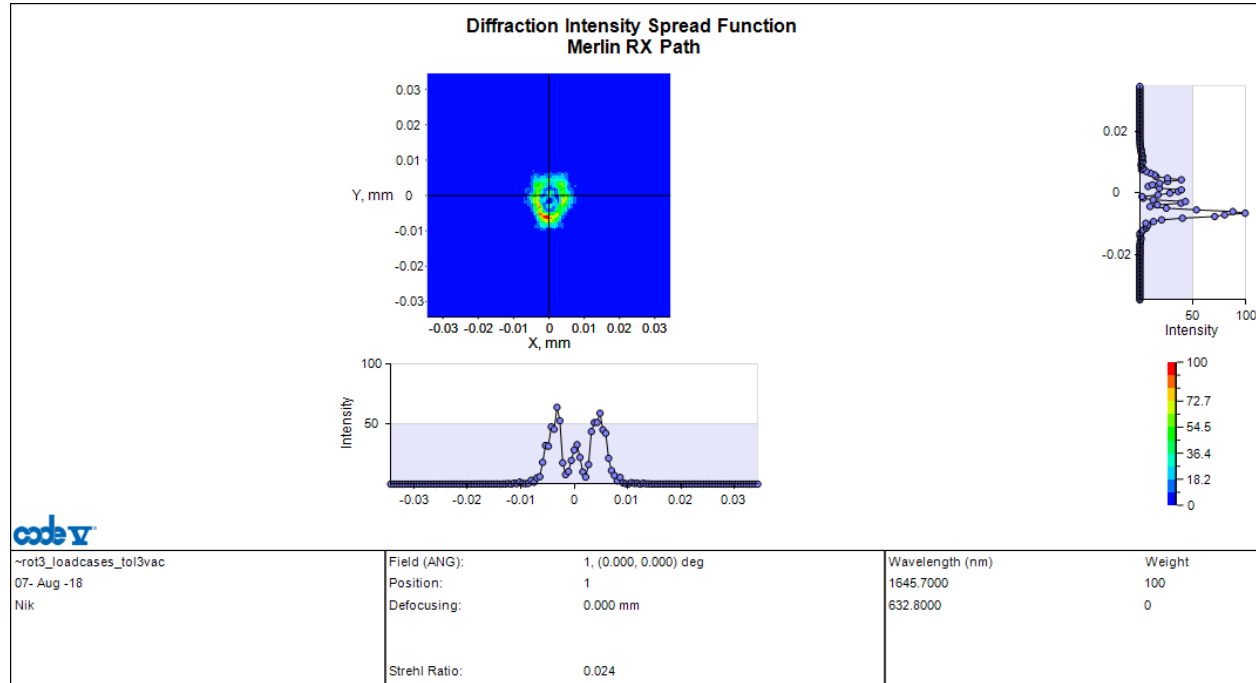 Diffraction Intensity Spread Function
Merlin RX Path
0.03
0.02
0.01
Y, mm 0
-0.01
-0.02
-0.03
-0.03 -0.02 -0.01 0 0.01 0.02 0.03
X, mm
0.02
0
-0.02
50 100
Intensity
100
50
Intensity
-0.03 -0.02 -0.01 0 0.01 0.02 0.03
100
72.7
54.5
36.4
18.2
0
code V
~rot3_loadcases_tol3vac
07- Aug -18
Nik
Field (ANG): 1, (0.000, 0.000) deg
Position: 1
Defocusing: 0.000 mm
Strehl Ratio: 0.024
Wavelength (nm) Weight
1645.7000 100
632.8000 0